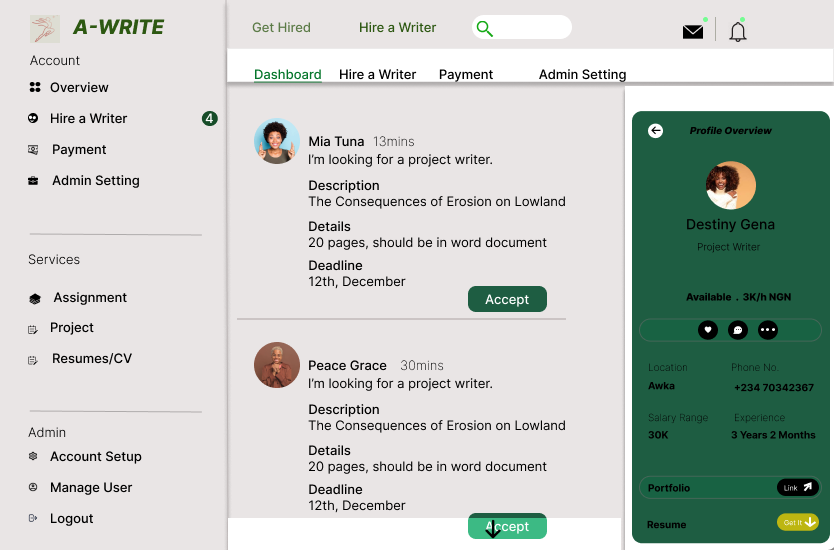 A-WRITE
Account
Overview
Hire a Writer 4
Payment
Admin Setting
Services
Assignment
Project
Resumes/CV
Admin
Account Setup
Manage User
Logout
Get Hired Hire a Writer
Dashboard Hire a Writer Payment Admin Setting
Mia Tuna 13mins
I'm looking for a project writer.
Description
The Consequences of Erosion on Lowland
Details
20 pages, should be in word document
Deadline
12th, December
Accept
Peace Grace 30mins
I'm looking for a project writer.
Description
The Consequences of Erosion on Lowland
Details
20 pages, should be in word document
Deadline
12th, December
Accept
Profile Overview
Destiny Gena
Project Writer
Available . 3K/h NGN
Location Phone No.
Awka +234 70342367
Salary Range Experience
30K 3 Years 2 Months
Portfolio Link
Resume Get It